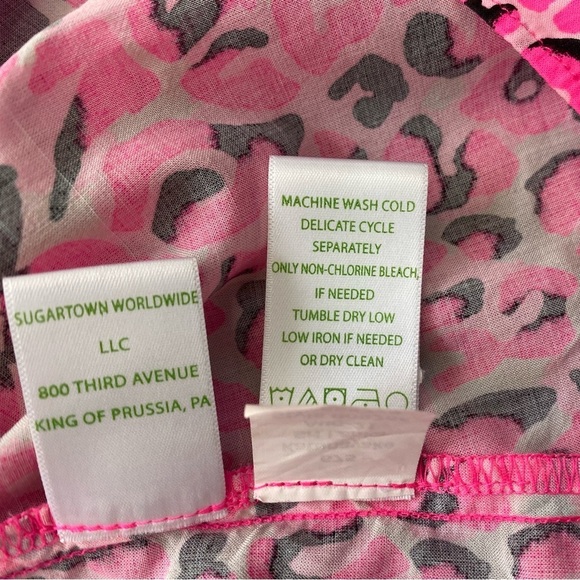 SUGARTOWN WORLDWIDE
LLC
800 THIRD AVENUE
KING OF PRUSSIA, PA
MACHINE WASH COLD
DELICATE CYCLE
SEPARATELY
ONLY NON-CHLORINE BLEACH,
IF NEEDED
TUMBLE DRY LOW
LOW IRON IF NEEDED
OR DRY CLEAN